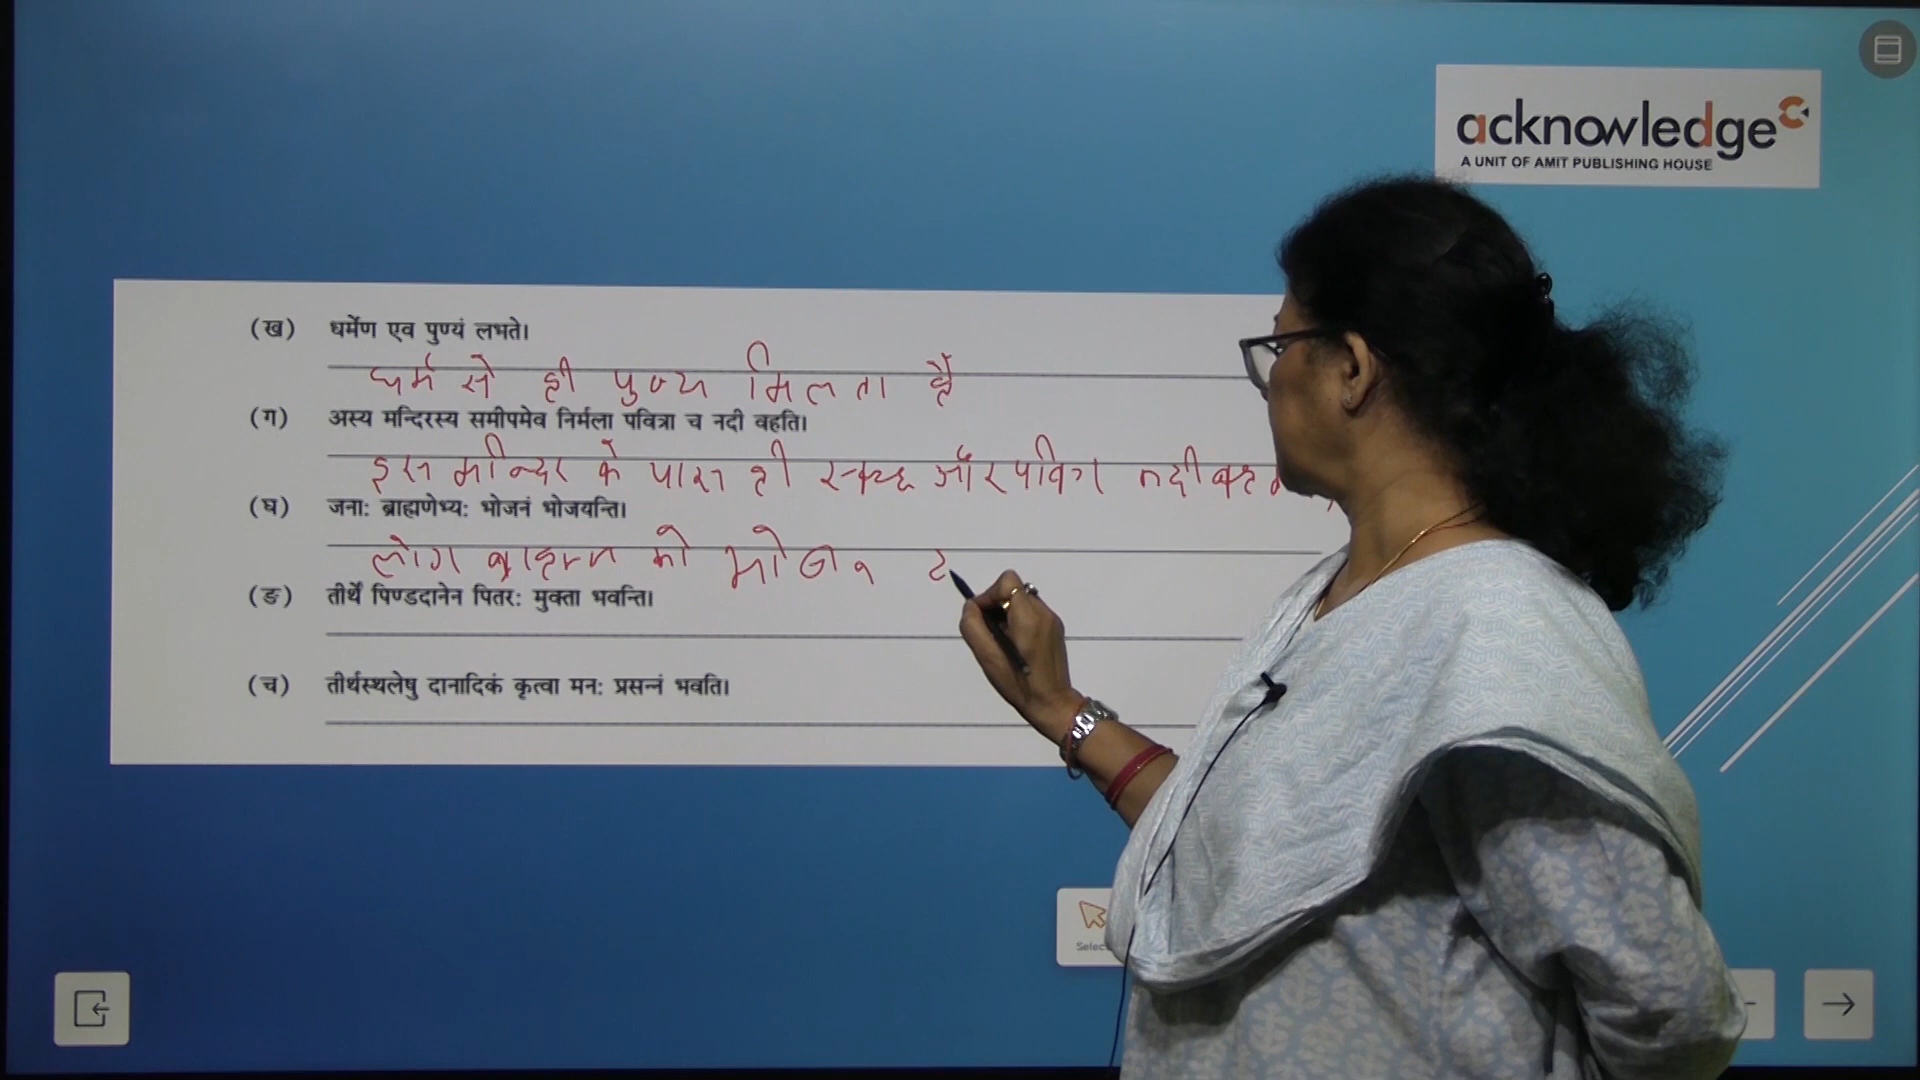 acknowledge
A UNIT OF AMIT PUBLISHING HOUSE
(ख) धर्मेण एव पुण्यं लभते।
धर्म से ही पुण्य मिलता है
(ग) अस्य मन्दिरस्य समीपमेव निर्मला पवित्रा च नदी वहति।
इस मन्दिर के पास ही स्वच्छ और पवित्र नदी
(घ) जनाः ब्राह्मणेभ्यः भोजनं भोजयन्ति।
लोग ब्राह्मन को भोजन
(ङ) तीर्थे पिण्डदानेन पितरः मुक्ता भवन्ति।
(च) तीर्थस्थलेषु दानादिकं कृत्वा मनः प्रसन्नं भवति।
Select